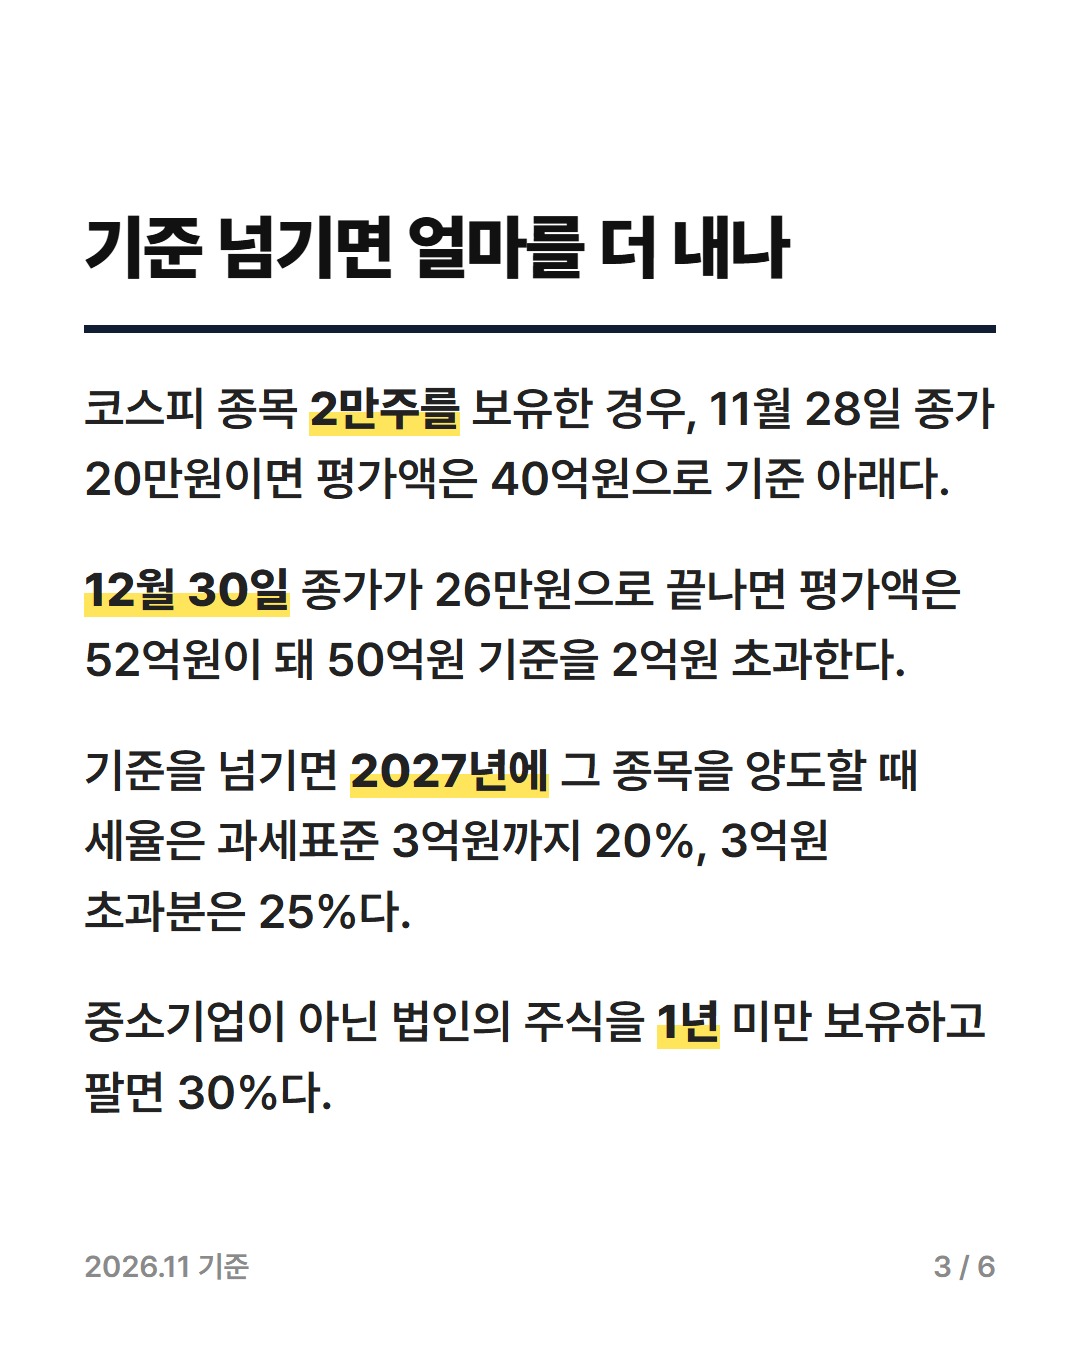 기준 넘기면 얼마를 더 내나
코스피 종목 2만주를 보유한 경우, 11월 28일 종가
20만원이면 평가액은 40억원으로 기준 아래다.
12월 30일 종가가 26만원으로 끝나면 평가액은
52억원이 돼 50억원 기준을 2억원 초과한다.
기준을 넘기면 2027년에 그 종목을 양도할 때
세율은 과세표준 3억원까지 20%, 3억원
초과분은 25%다.
중소기업이 아닌 법인의 주식을 1년 미만 보유하고
팔면 30%다.
2026.11 기준
3 / 6